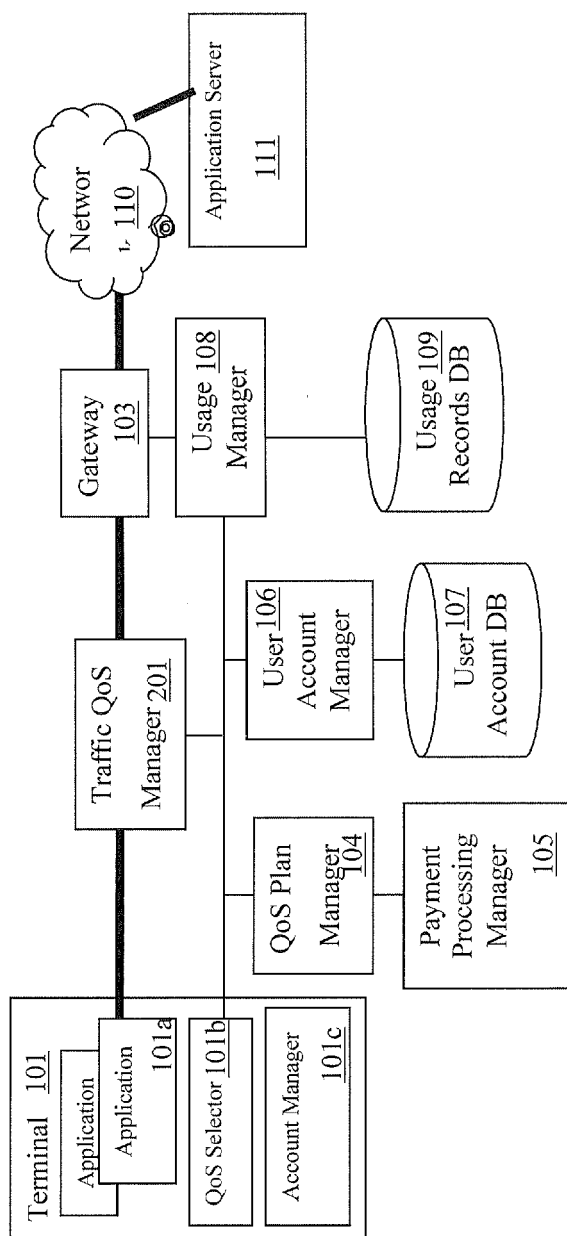 Terminal 101
Application
Application
101a
QoS Selector 101b
Account Manager
101c
Traffic QoS
Manager 201
QoS Plan
Manager 104
Payment
Processing
Manager
105
User 106
Account
Manager
User 107
Account DB
Gateway
103
Usage 108
Manager
Usage 109
Records DB
Networ
110
Application Server
111